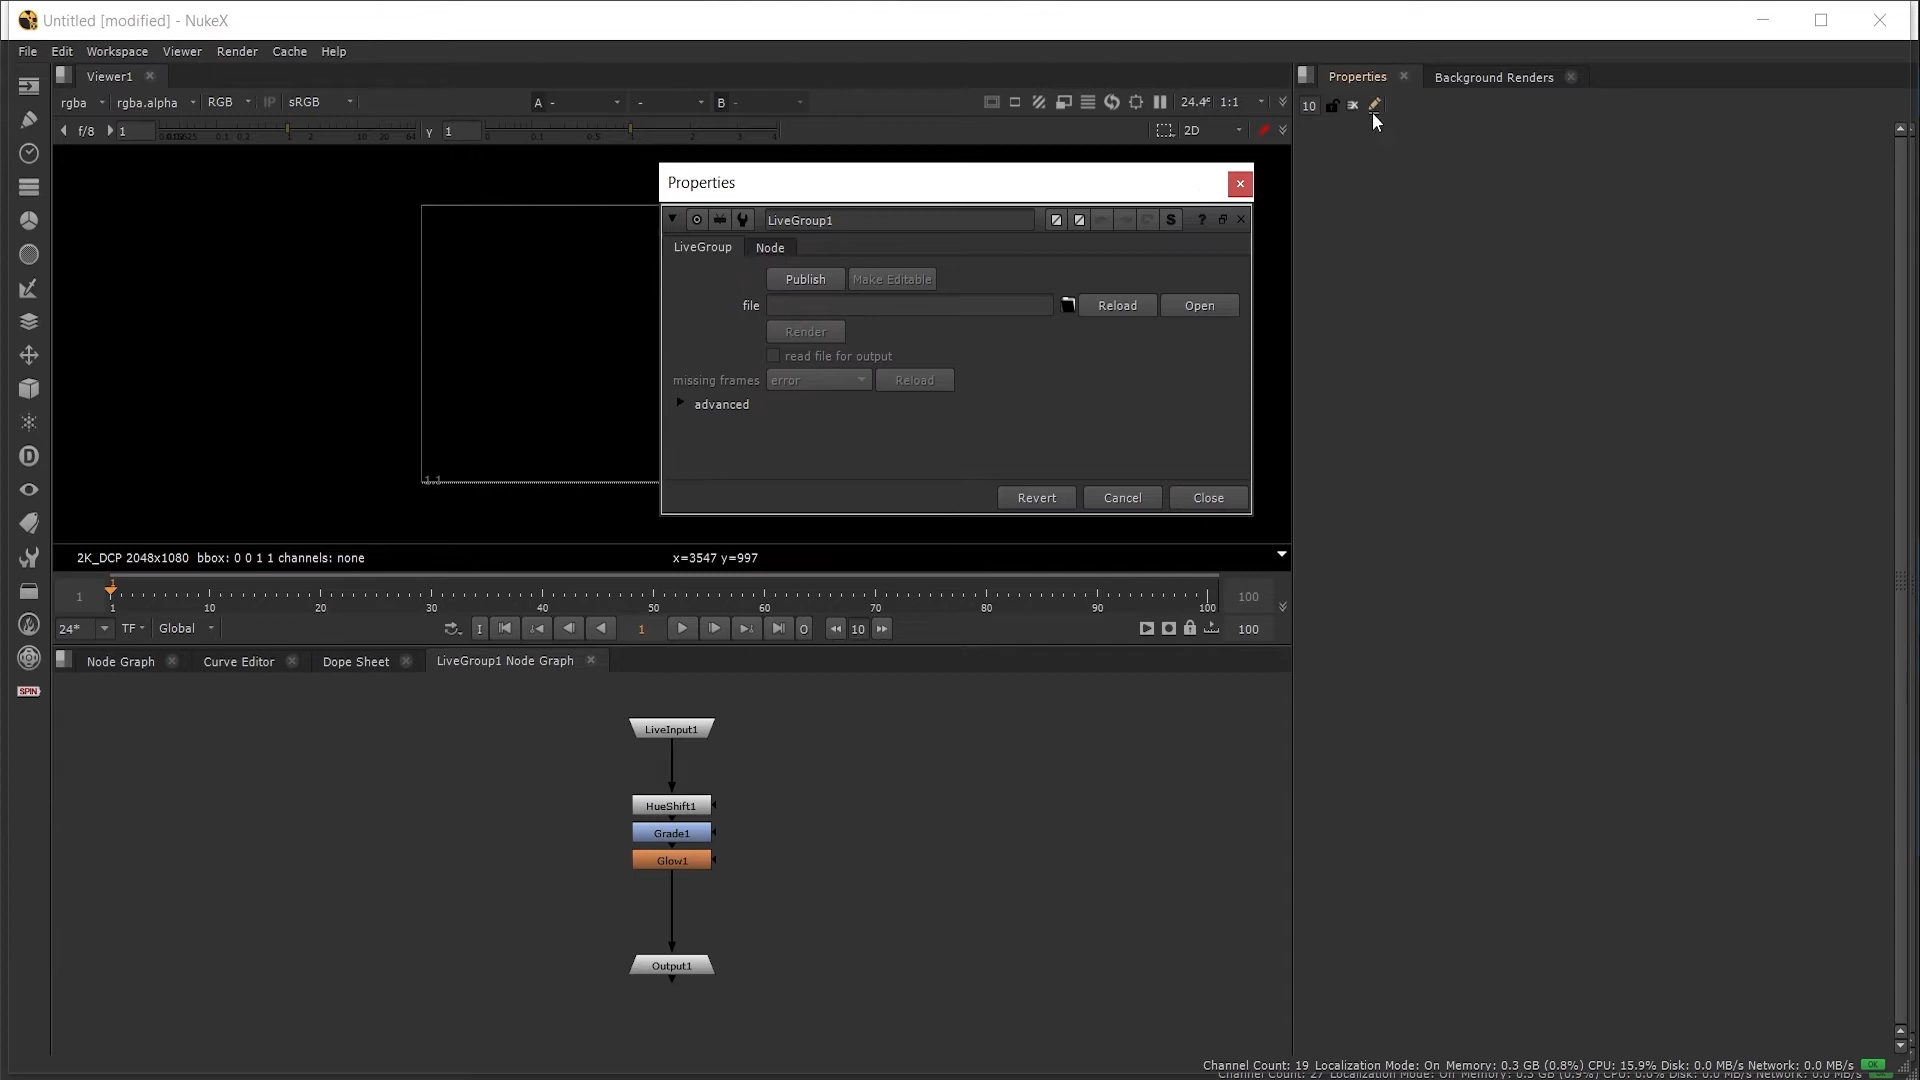 Untitled [modified] - NukeX
File Edit Workspace Viewer Render Cache Help
Viewer1
Properties Background Renders
rgba rgba.alpha RGB IP sRGB A - - B - 24.4 1:1
10
f/8 1 γ 1 2D
Properties
LiveGroup1 S ?
LiveGroup Node
Publish Make Editable
file Reload Open
Render
read file for output
missing frames error Reload
advanced
1 1
Revert Cancel Close
2K_DCP 2048x1080 bbox: 0 0 1 1 channels: none x=3547 y=997
1
1 100
1 10 20 30 40 50 60 70 80 90 100
24* TF Global I 1 O 10 100
Node Graph Curve Editor Dope Sheet LiveGroup1 Node Graph
SPIN
LiveInput1
HueShift1
Grade1
Glow1
Output1
Channel Count: 19 Localization Mode: On Memory: 0.3 GB (0.8%) CPU: 15.9% Disk: 0.0 MB/s Network: 0.0 MB/s